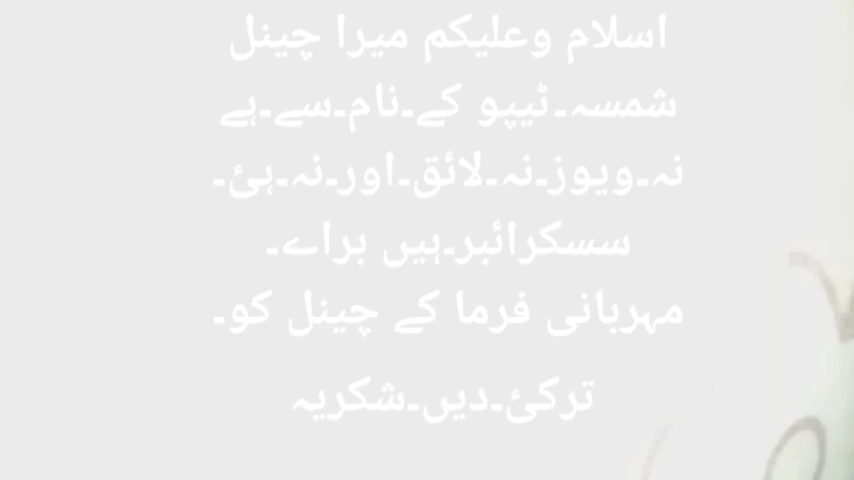 اسلام وعلیکم میرا چینل
شمسہ۔ٹیپو کے۔نام۔سے۔ہے
نہ۔ویوز۔نہ۔لائق۔اور۔نہ۔ہئ۔
سسکرائبر۔ہیں براے۔
مہربانی فرما کے چینل کو۔
ترکئ۔دیں۔شکریہ